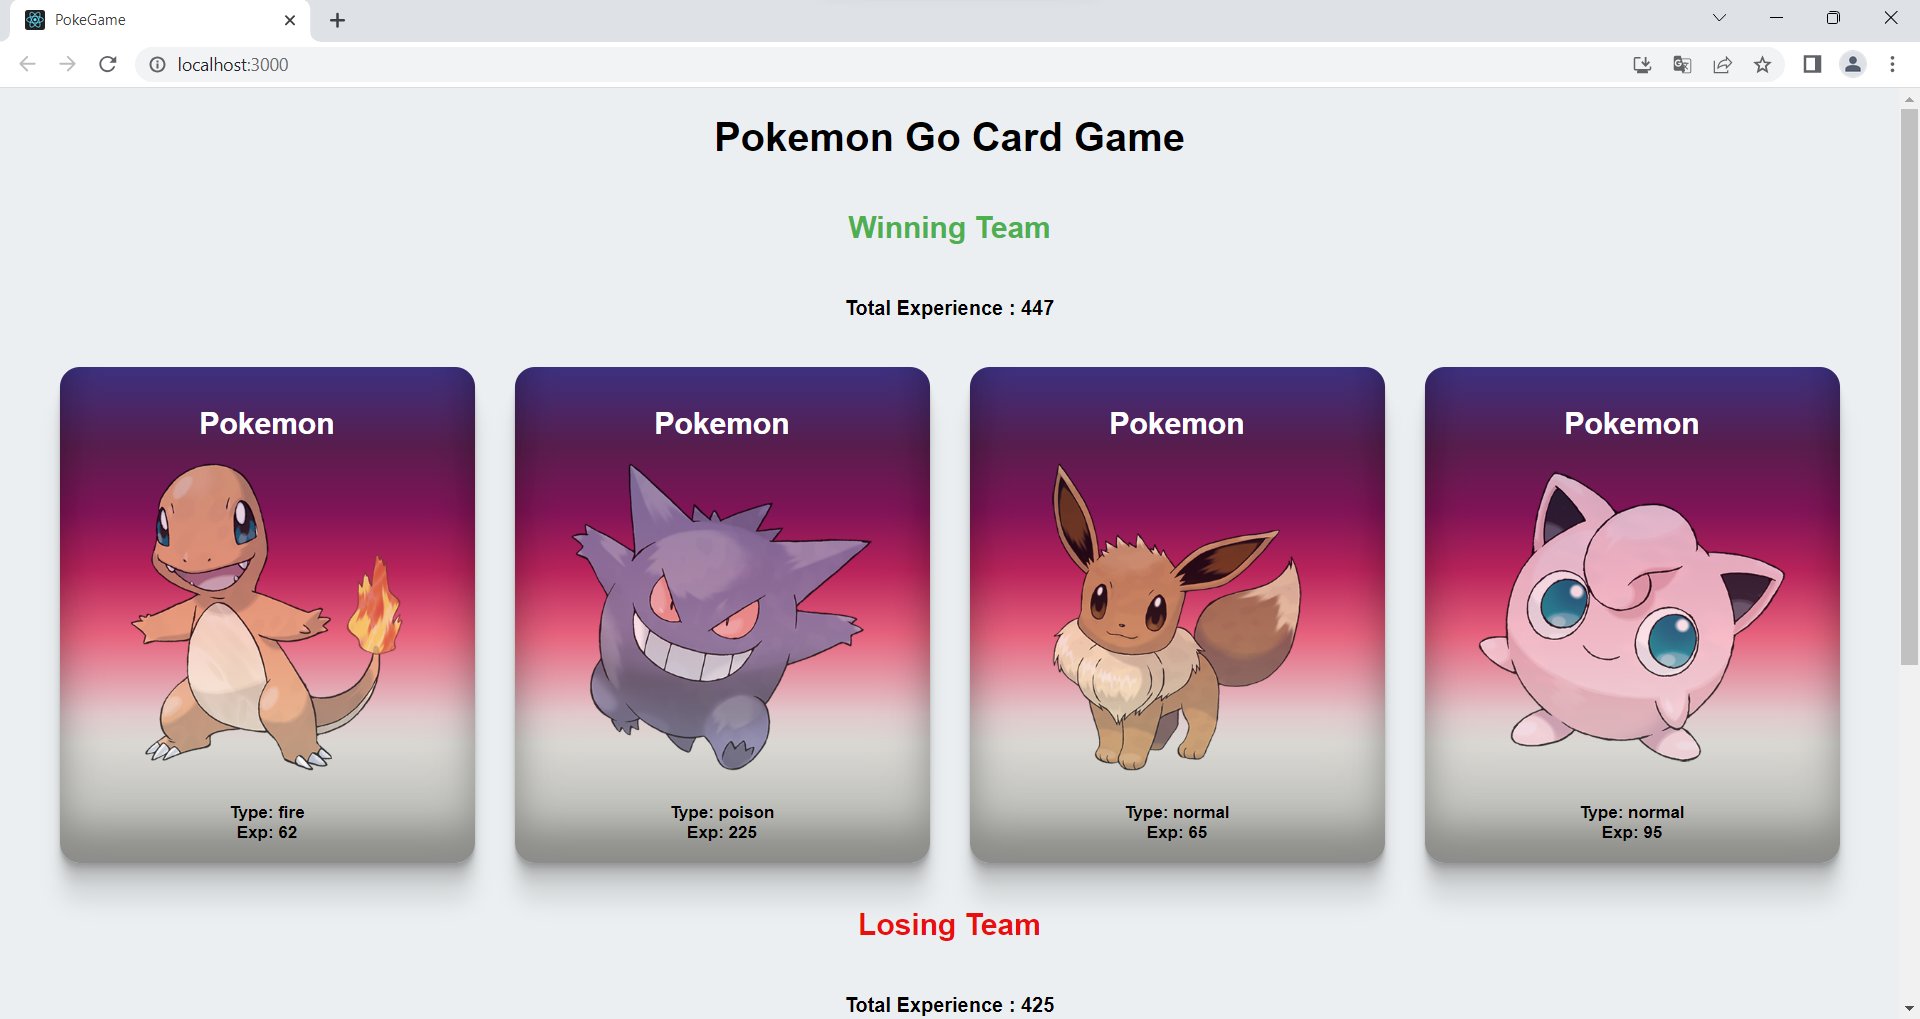 PokeGame
localhost:3000
Pokemon Go Card Game
Winning Team
Total Experience : 447
Pokemon
Type: fire
Exp: 62
Pokemon
Type: poison
Exp: 225
Pokemon
Type: normal
Exp: 65
Pokemon
Type: normal
Exp: 95
Losing Team
Total Experience : 425